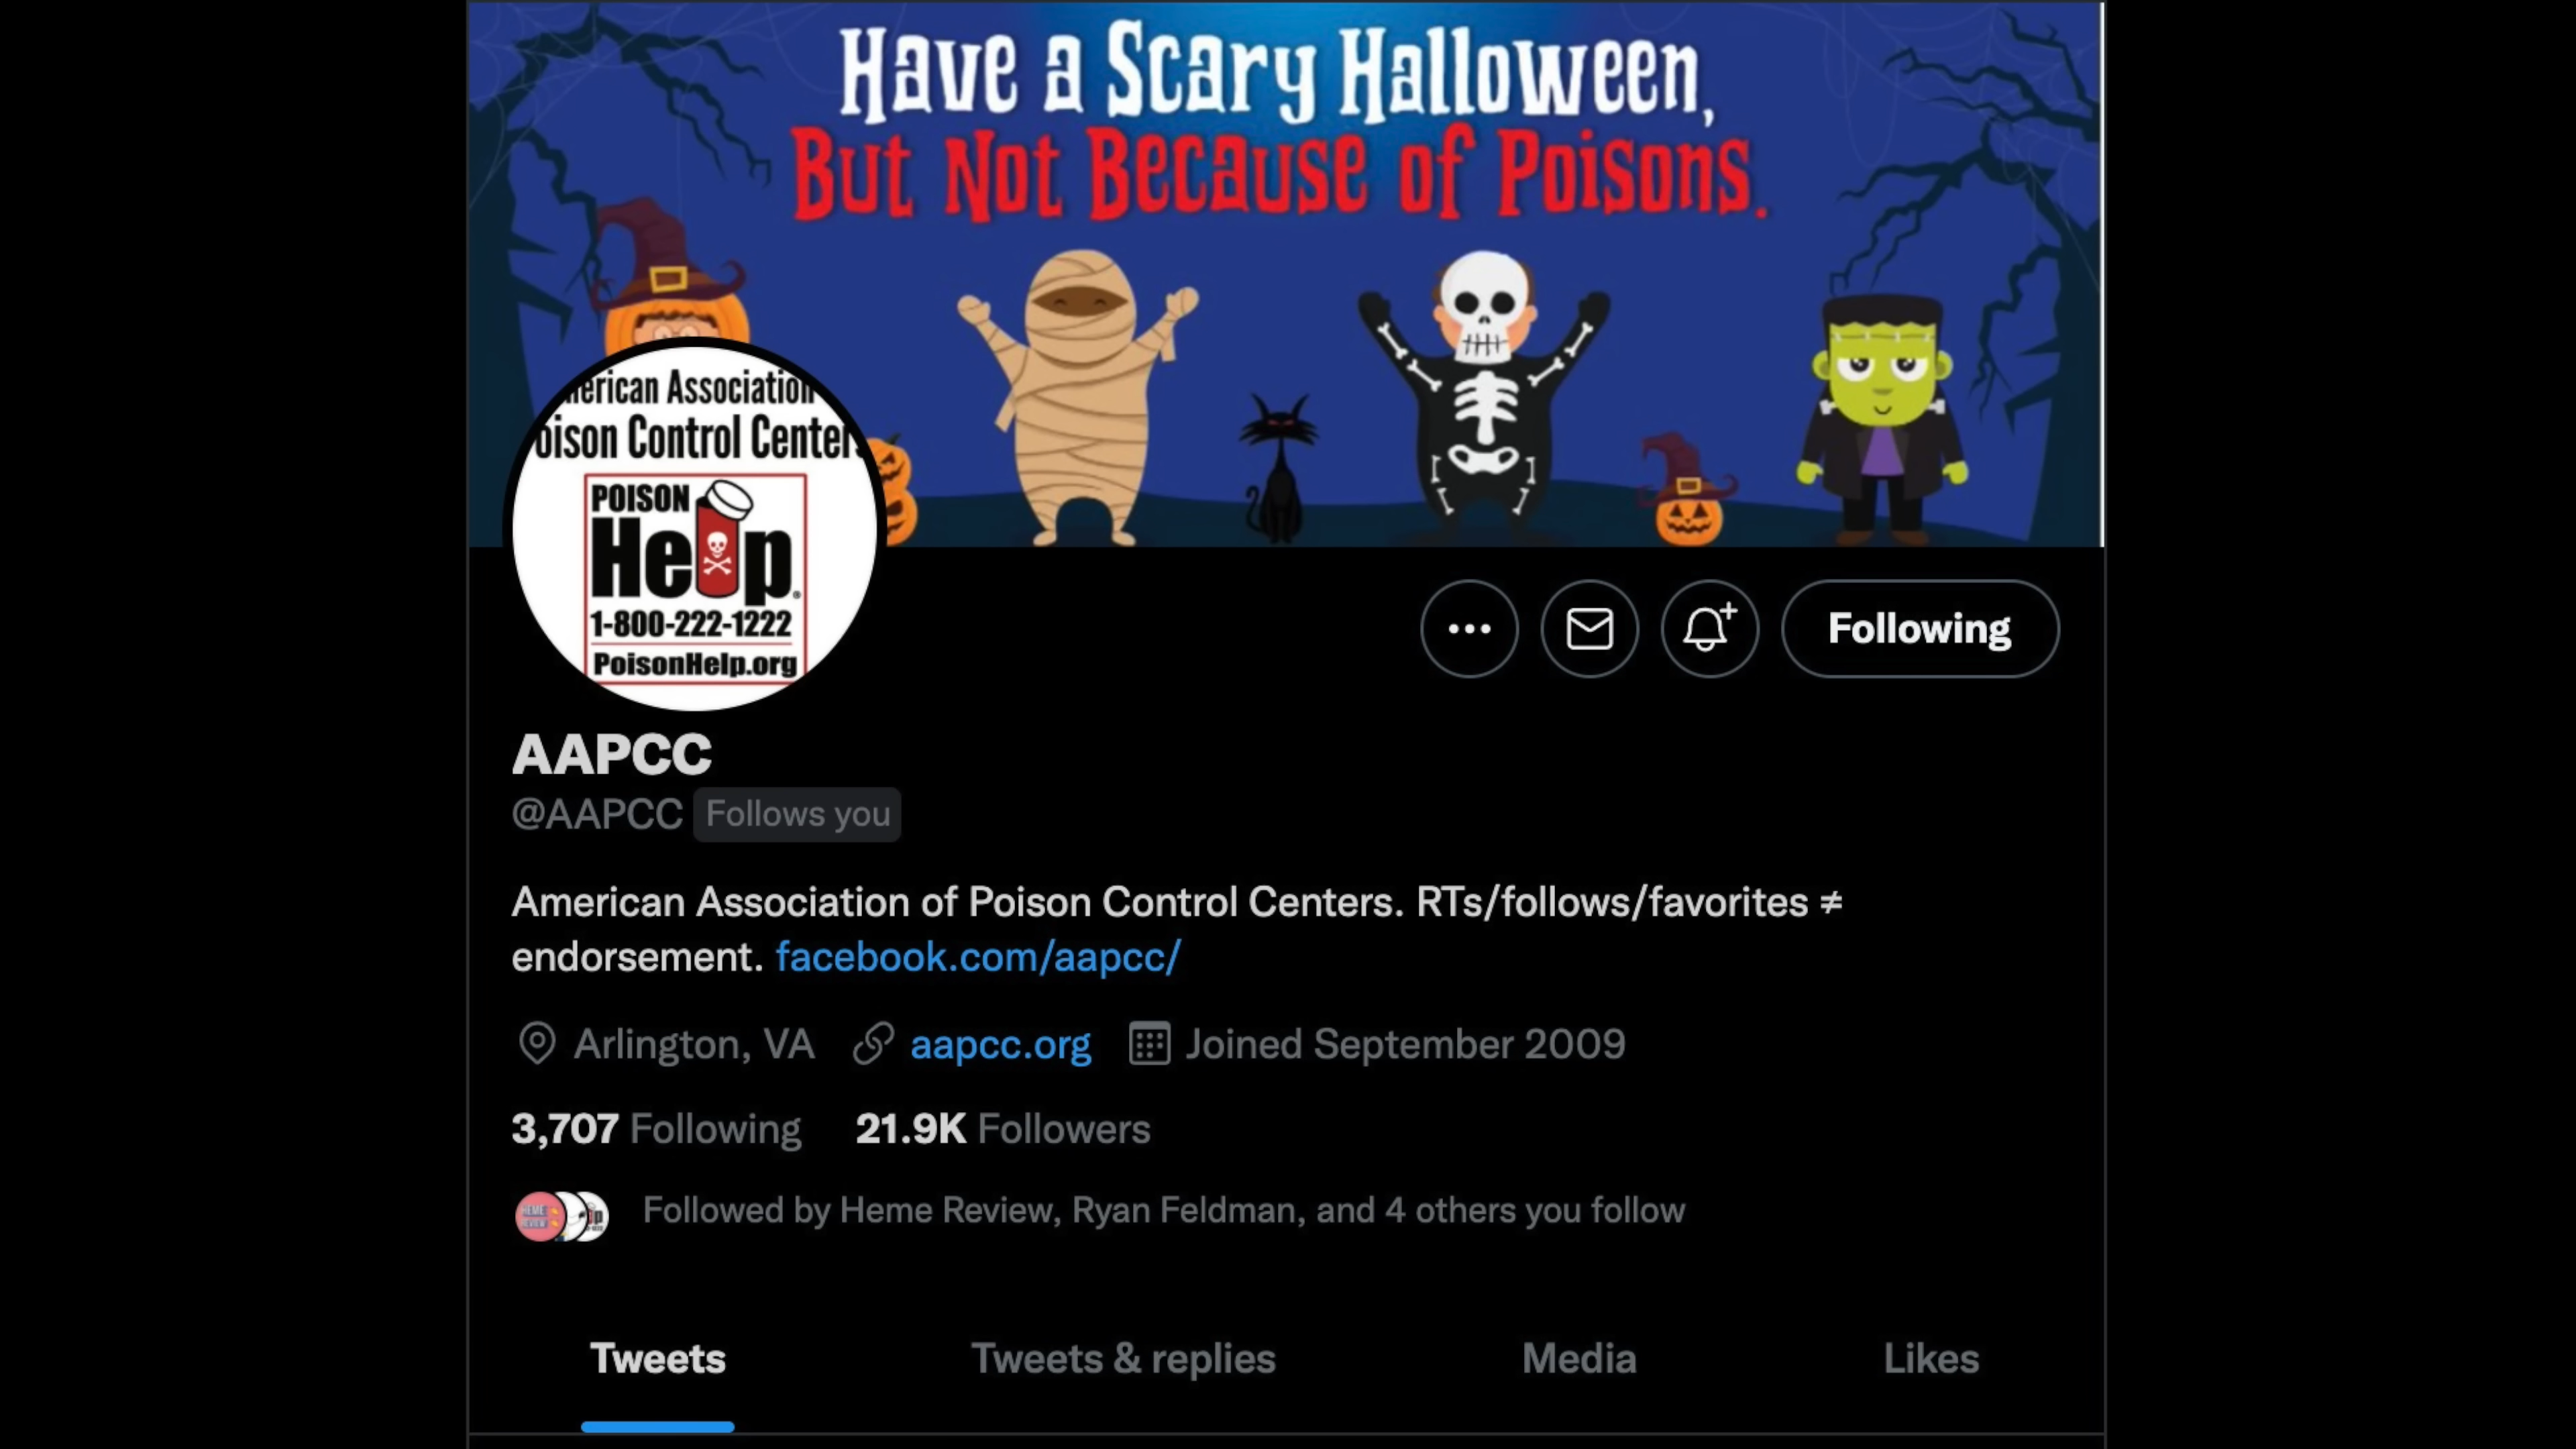 Have a Scary Halloween,
But Not Because of Poisons.
erican Association
oison Control Center
POISON
Help®
1-800-222-1222
PoisonHelp.org
Following
AAPCC
@AAPCC Follows you
American Association of Poison Control Centers. RTs/follows/favorites ≠
endorsement. facebook.com/aapcc/
Arlington, VA aapcc.org Joined September 2009
3,707 Following 21.9K Followers
Followed by Heme Review, Ryan Feldman, and 4 others you follow
Tweets Tweets & replies Media Likes